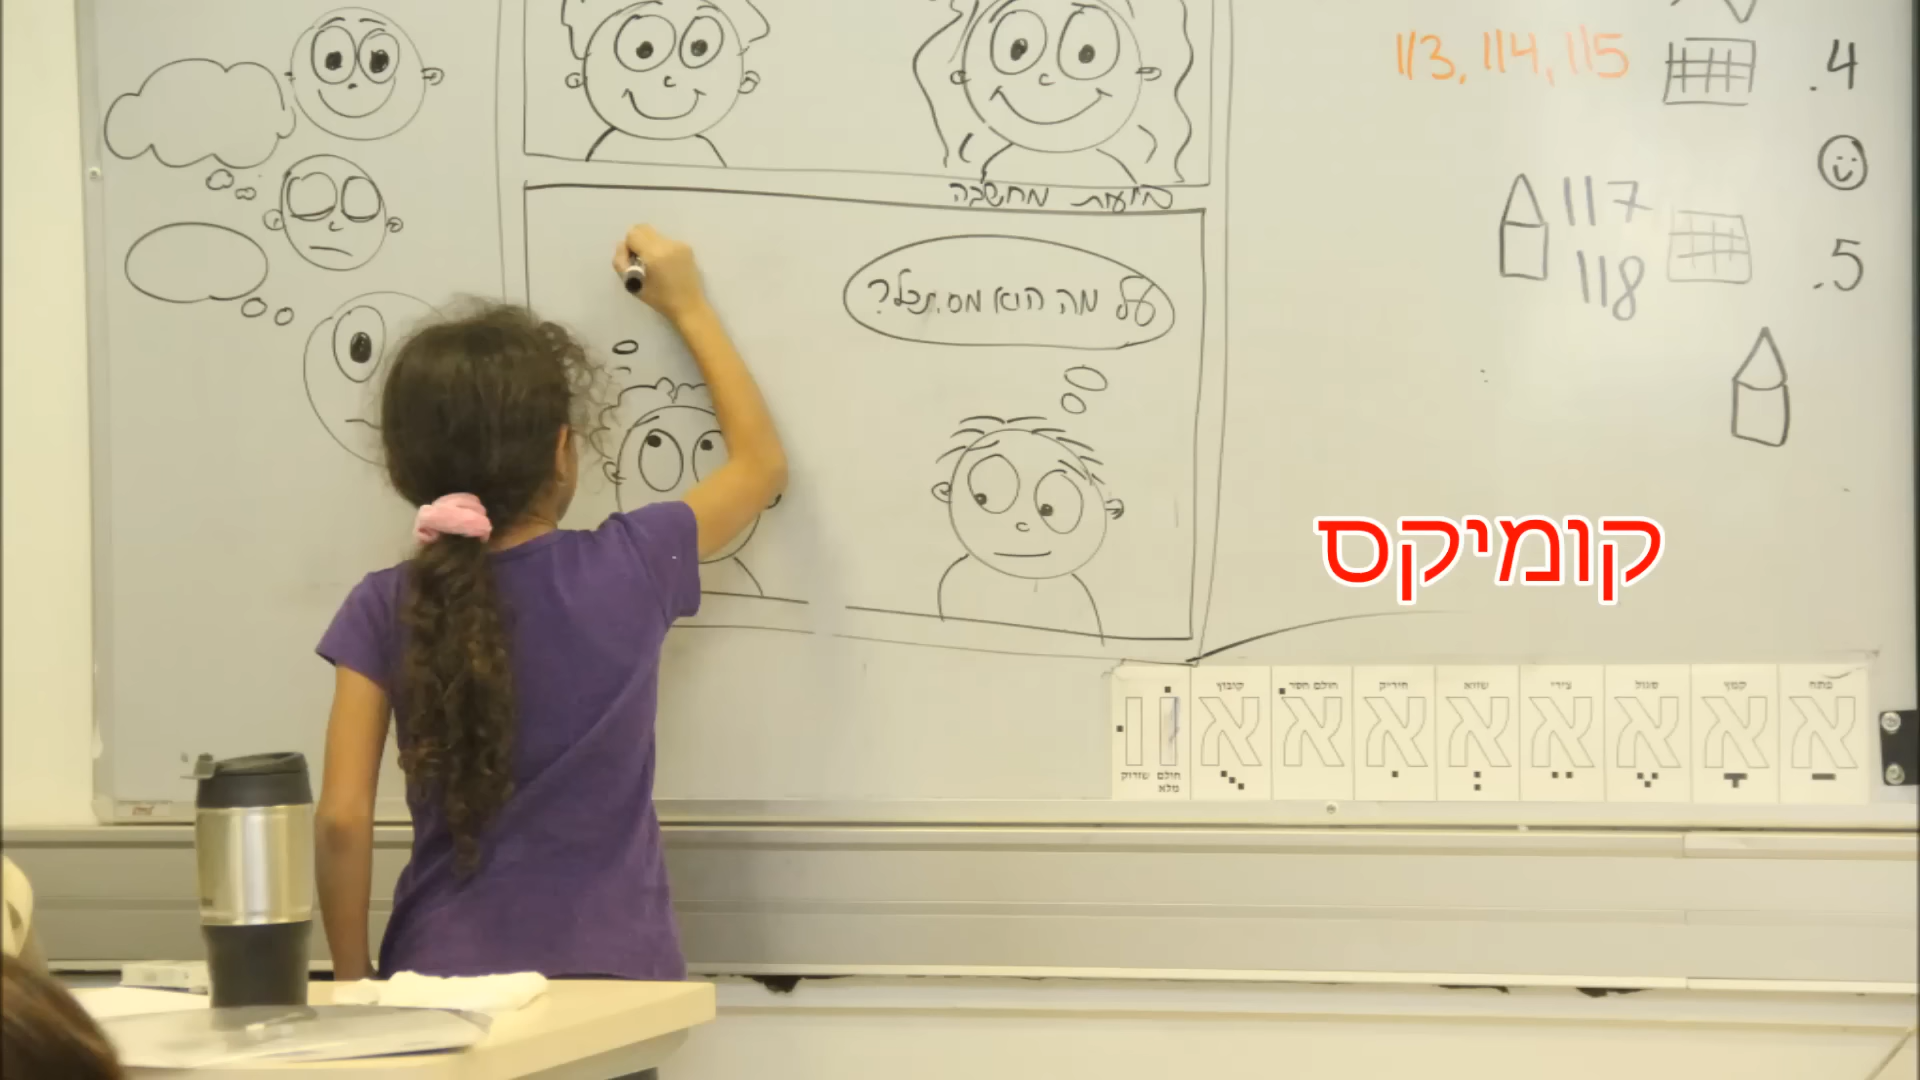 113, 114, 115
.4
בועת מחשבה
117
118
.5
על מה הוא מסתכל?
קומיקס
פתח
קמץ
סגול
צירי
שווא
חיריק
חולם חסר
קובוץ
אַ
אָ
אֶ
אֵ
אְ
אִ
אֹ
אֻ
וֹ
וּ
חולם מלא
שורוק